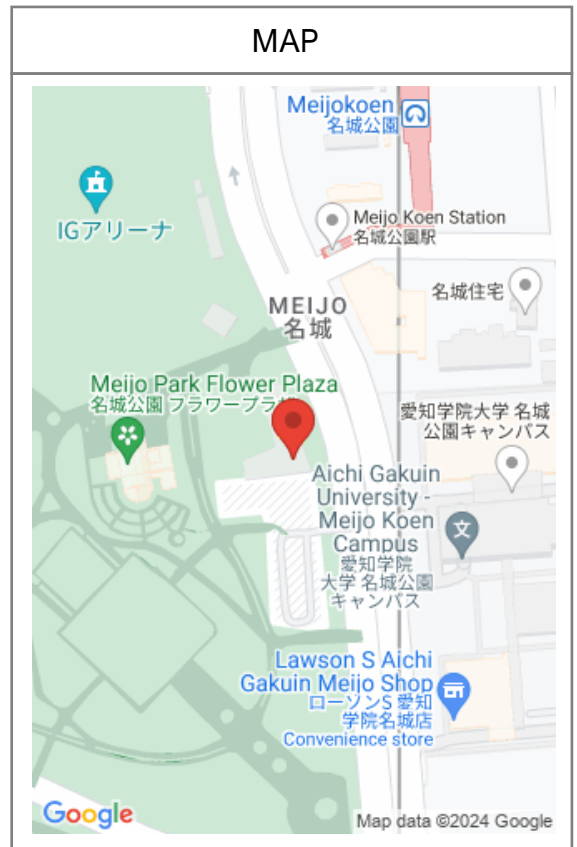 MAP
Meijokoen
名城公園
IGアリーナ
Meijo Koen Station
名城公園駅
名城住宅
MEIJO
名城
Meijo Park Flower Plaza
名城公園 フラワープラ
愛知学院大学 名城
公園キャンパス
Aichi Gakuin
University -
Meijo Koen
Campus
愛知学院
大学 名城公園
キャンパス
文
Lawson S Aichi
Gakuin Meijo Shop
ローソンS 愛知
学院名城店
Convenience store
Google
Map data ©2024 Google